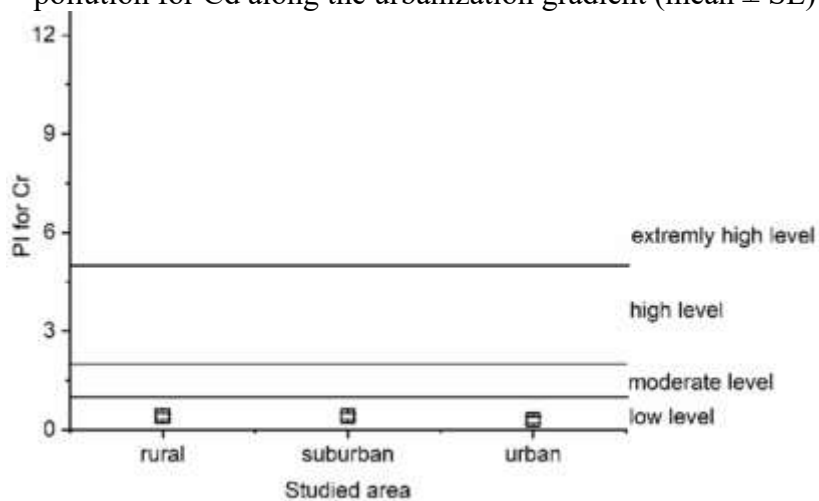 pollution for Cd along the urbanization gradient (mean ± SE)
12
9
6
3
0
PI for Cr
extremly high level
high level
moderate level
low level
rural suburban urban
Studied area